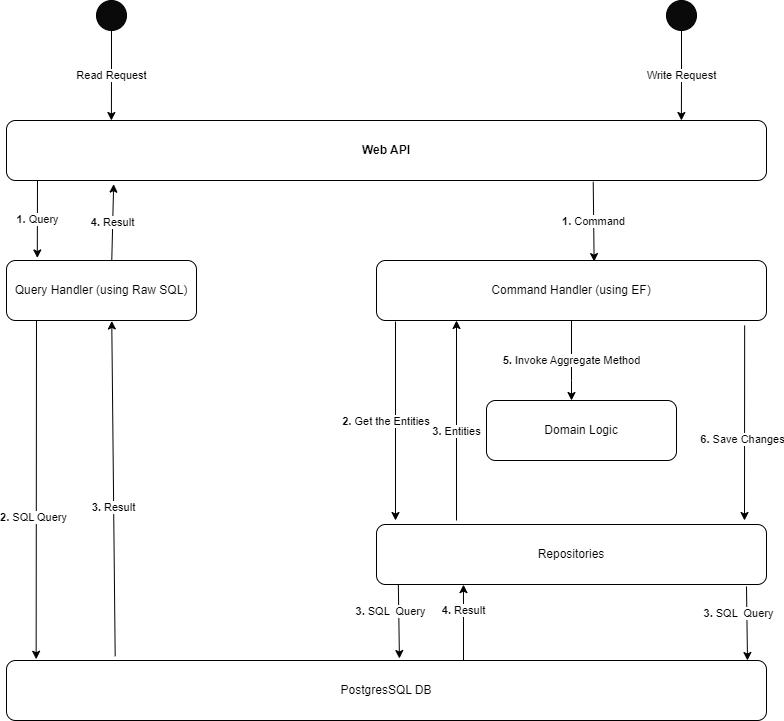 Read Request
Write Request
Web API
1. Query
4. Result
1. Command
Query Handler (using Raw SQL)
Command Handler (using EF)
5. Invoke Aggregate Method
2. Get the Entities
3. Entities
Domain Logic
6. Save Changes
2. SQL Query
3. Result
Repositories
3. SQL Query
4. Result
3. SQL Query
PostgresSQL DB